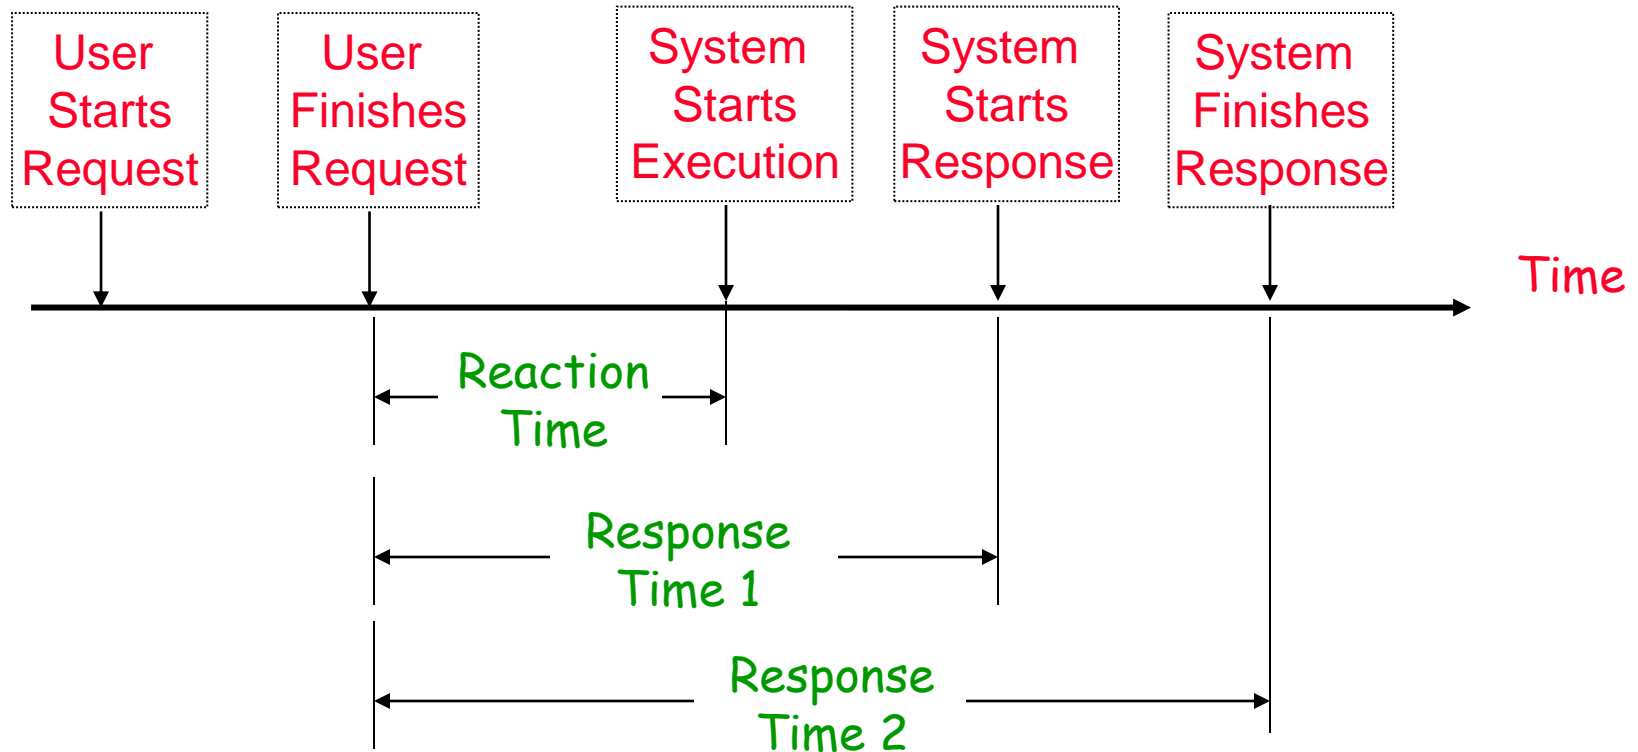 User
Starts
Request
User
Finishes
Request
System
Starts
Execution
System
Starts
Response
System
Finishes
Response
Time
Reaction
Time
Response
Time 1
Response
Time 2